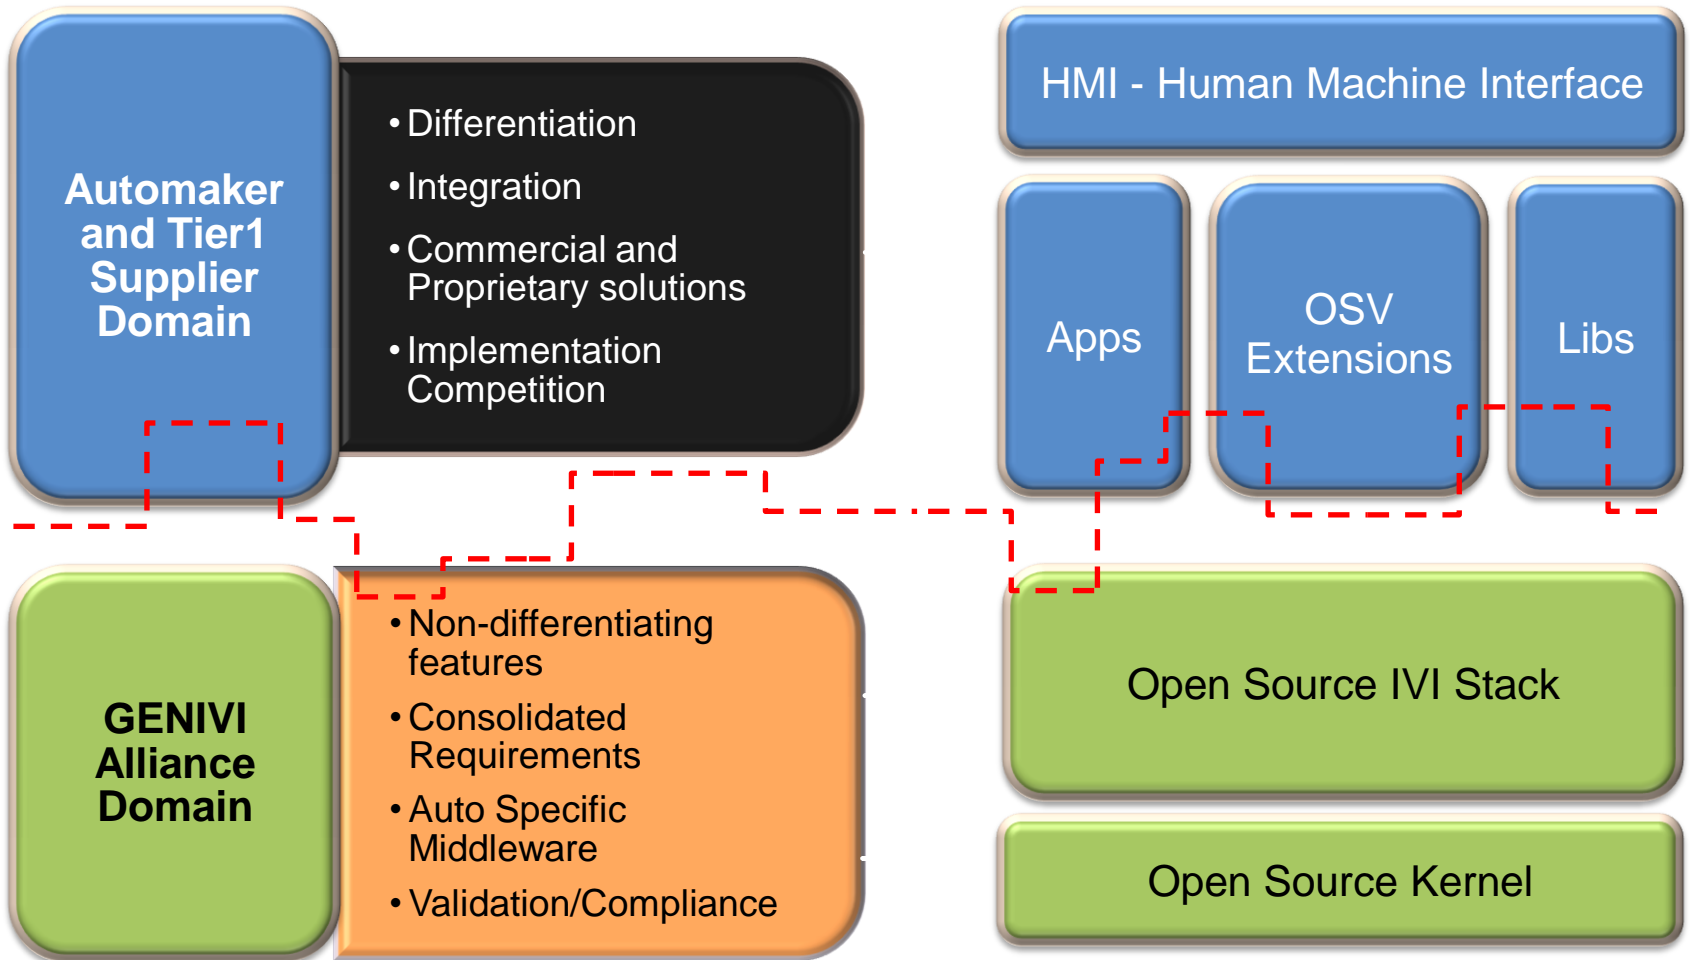 Automaker
and Tier1
Supplier
Domain
• Differentiation
• Integration
• Commercial and
Proprietary solutions
• Implementation
Competition
HMI - Human Machine Interface
Apps
OSV
Extensions
Libs
GENIVI
Alliance
Domain
• Non-differentiating
features
• Consolidated
Requirements
• Auto Specific
Middleware
• Validation/Compliance
Open Source IVI Stack
Open Source Kernel